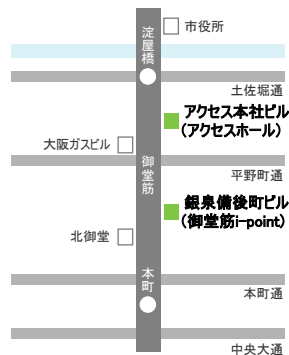 市役所
淀屋橋
土佐堀通
アクセス本社ビル
(アクセスホール)
大阪ガスビル
御堂筋
平野町通
銀泉備後町ビル
(御堂筋i-point)
北御堂
本町
本町通
中央大通